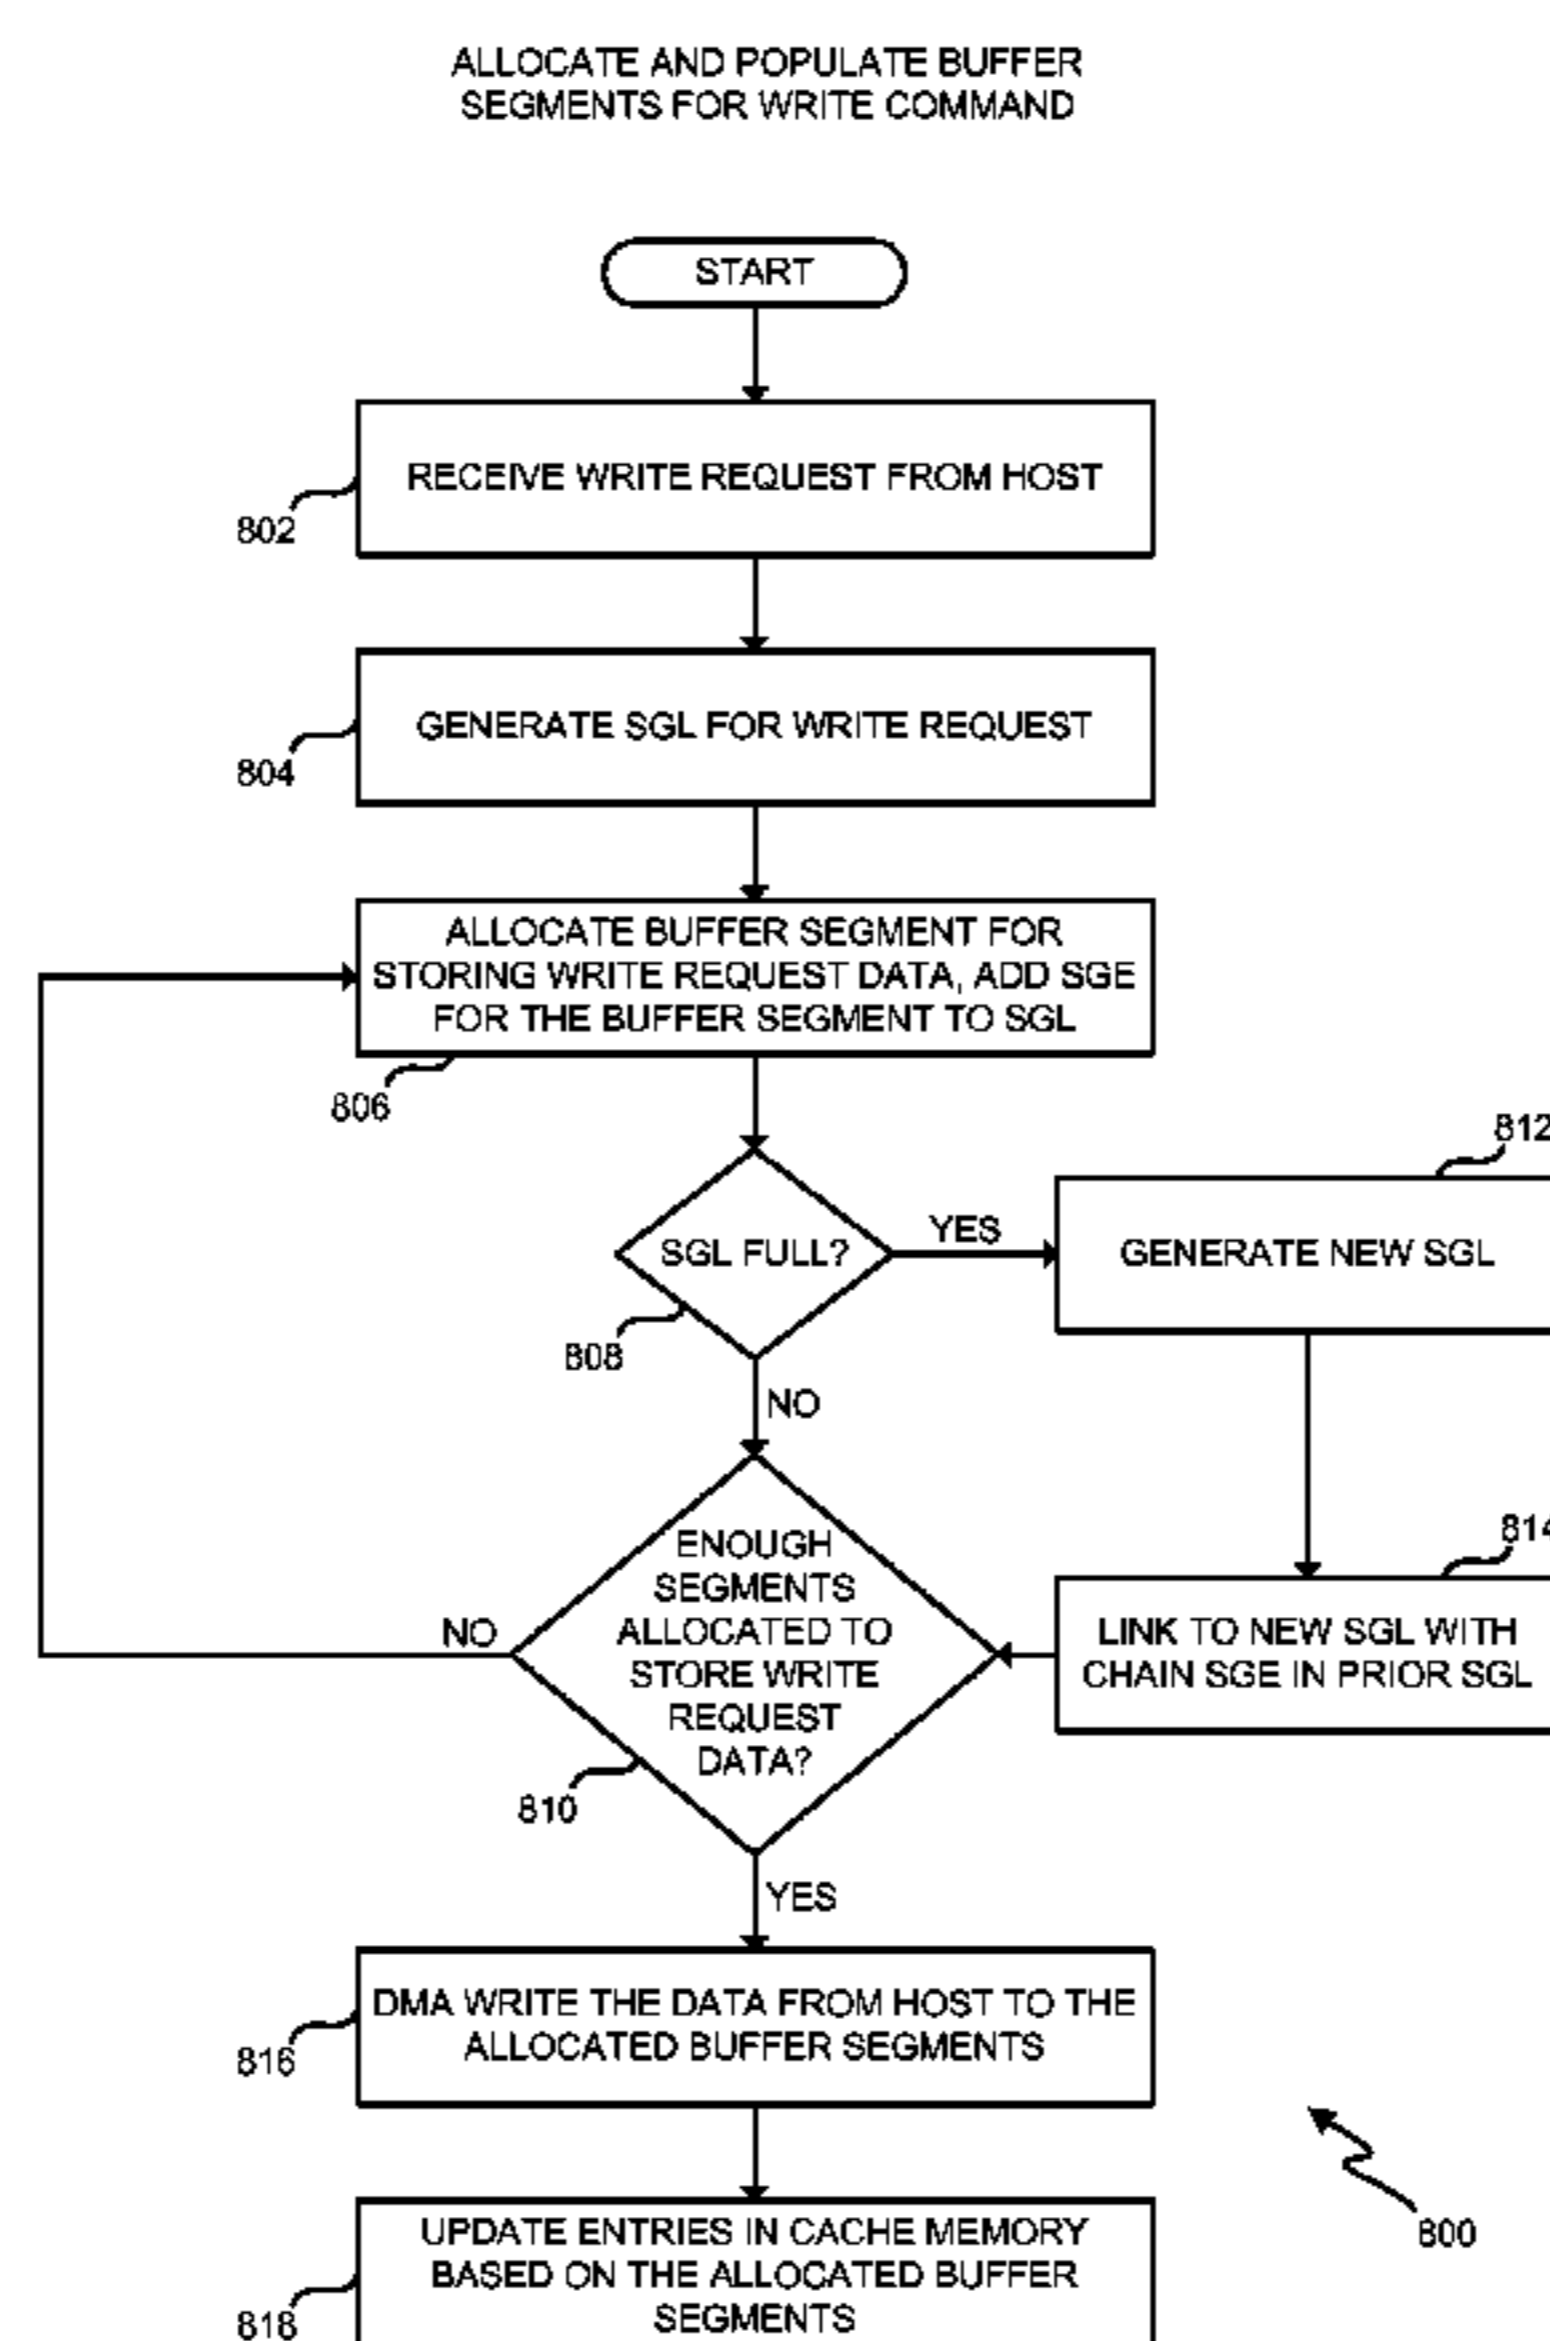 ALLOCATE AND POPULATE BUFFER
SEGMENTS FOR WRITE COMMAND
START
RECEIVE WRITE REQUEST FROM HOST
802
GENERATE SGL FOR WRITE REQUEST
804
ALLOCATE BUFFER SEGMENT FOR
STORING WRITE REQUEST DATA, ADD SGE
FOR THE BUFFER SEGMENT TO SGL
806
812
SGL FULL?
YES
GENERATE NEW SGL
808
NO
814
ENOUGH
SEGMENTS
ALLOCATED TO
STORE WRITE
REQUEST
DATA?
NO
LINK TO NEW SGL WITH
CHAIN SGE IN PRIOR SGL
810
YES
DMA WRITE THE DATA FROM HOST TO THE
ALLOCATED BUFFER SEGMENTS
816
800
UPDATE ENTRIES IN CACHE MEMORY
BASED ON THE ALLOCATED BUFFER
SEGMENTS
818